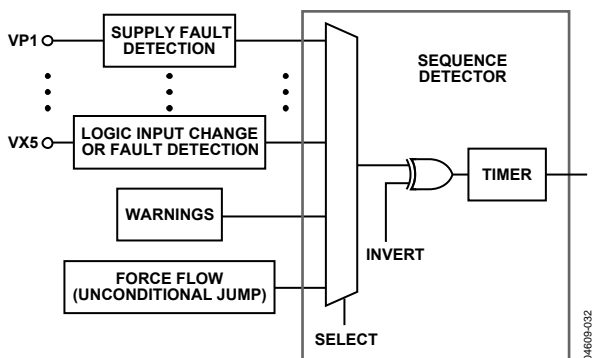 VP1
SUPPLY FAULT
DETECTION
SEQUENCE
DETECTOR
VX5
LOGIC INPUT CHANGE
OR FAULT DETECTION
TIMER
WARNINGS
INVERT
FORCE FLOW
(UNCONDITIONAL JUMP)
SELECT
04609-032